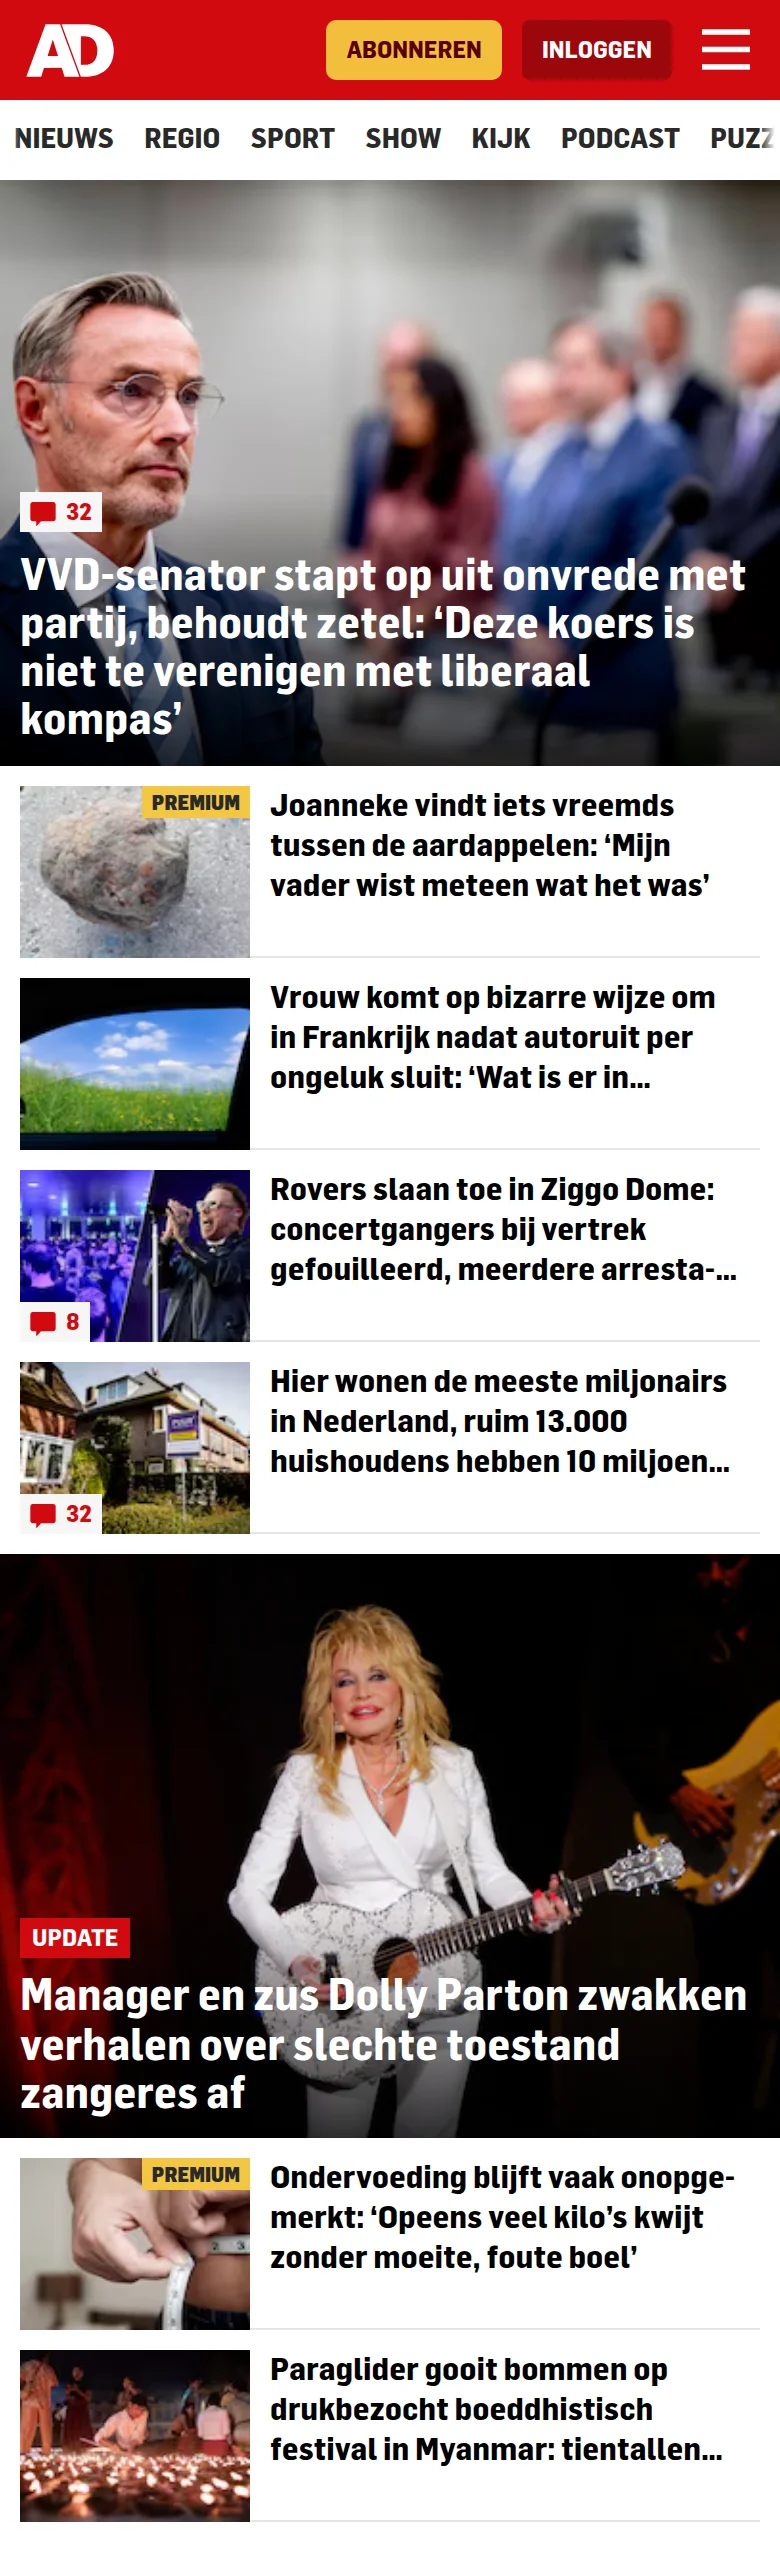 AD
ABONNEREN
INLOGGEN
NIEUWS REGIO SPORT SHOW KIJK PODCAST PUZZ
32
VVD-senator stapt op uit onvrede met
partij, behoudt zetel: ‘Deze koers is
niet te verenigen met liberaal
kompas’
PREMIUM
Joanneke vindt iets vreemds
tussen de aardappelen: ‘Mijn
vader wist meteen wat het was’
Vrouw komt op bizarre wijze om
in Frankrijk nadat autoruit per
ongeluk sluit: ‘Wat is er in...
Rovers slaan toe in Ziggo Dome:
concertgangers bij vertrek
gefouilleerd, meerdere arresta-...
8
Hier wonen de meeste miljonairs
in Nederland, ruim 13.000
huishoudens hebben 10 miljoen...
32
UPDATE
Manager en zus Dolly Parton zwakken
verhalen over slechte toestand
zangeres af
PREMIUM
Ondervoeding blijft vaak onopge-
merkt: ‘Opeens veel kilo’s kwijt
zonder moeite, foute boel’
Paraglider gooit bommen op
drukbezocht boeddhistisch
festival in Myanmar: tientallen...